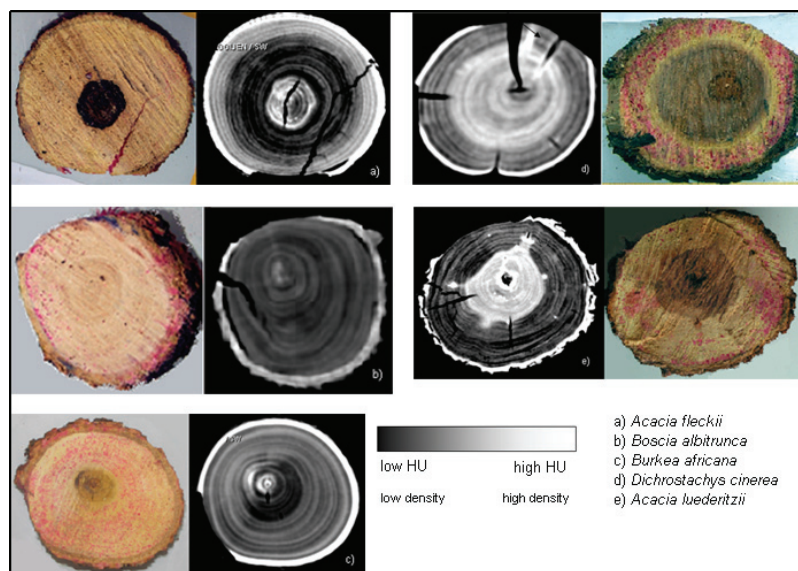 a)
d)
b)
e)
c)
low HU high HU
low density high density
a) Acacia fleckii
b) Boscia albitrunca
c) Burkea africana
d) Dichrostachys cinerea
e) Acacia luederitzii